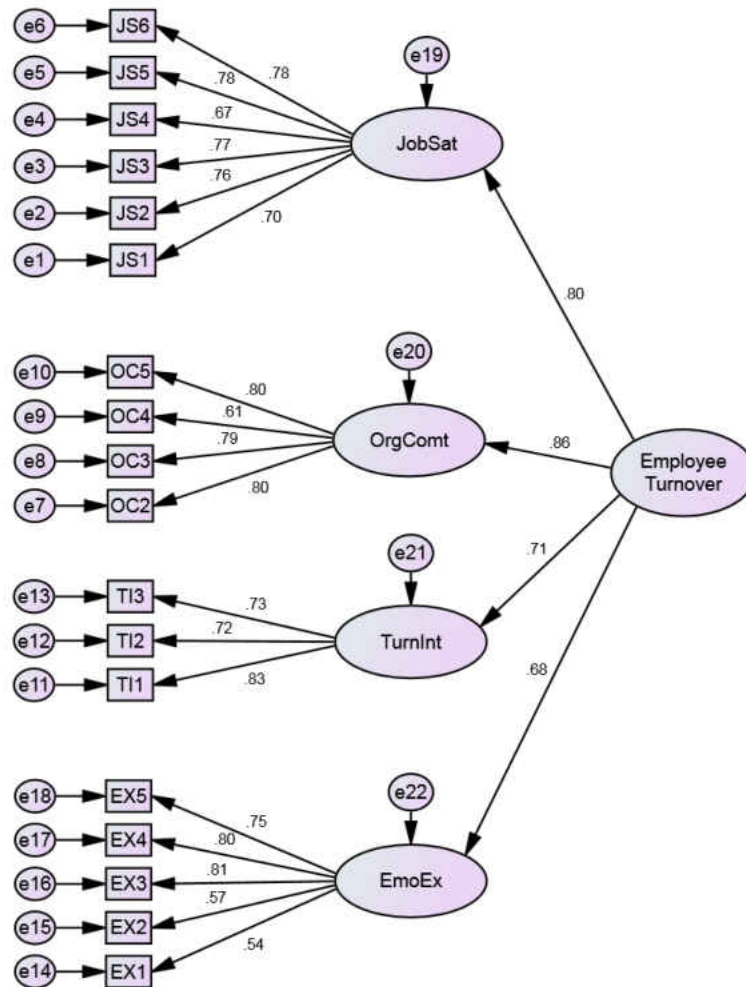 e6 JS6
e19
.78
e5 JS5
.78
e4 JS4
.67
JobSat
e3 JS3
.77
e2 JS2
.76
e1 JS1
.70
.80
e20
e10 OC5
.80
e9 OC4
.61
OrgComt
.86
Employee
Turnover
e8 OC3
.79
e7 OC2
.80
e21
.71
e13 TI3
.73
e12 TI2
.72
TurnInt
e11 TI1
.83
.68
e22
e18 EX5
.75
e17 EX4
.80
e16 EX3
.81
EmoEx
e15 EX2
.57
e14 EX1
.54